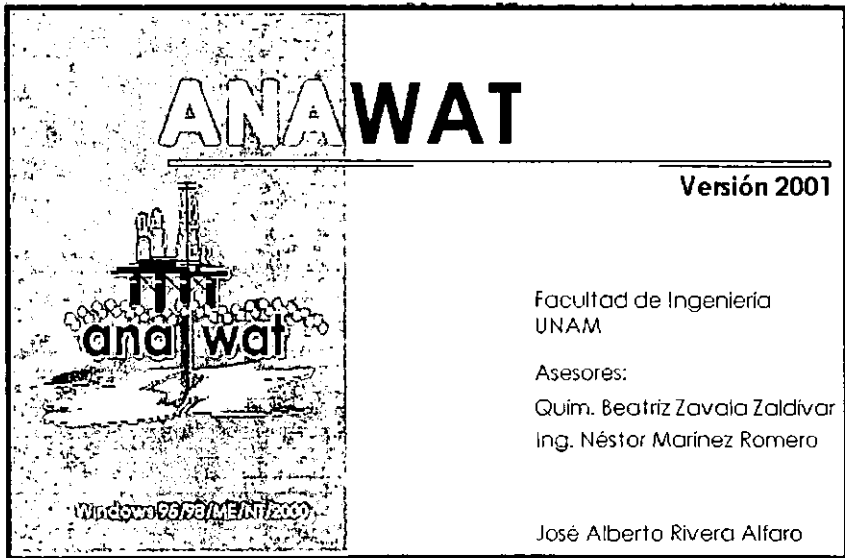 ANAWAT
Versión 2001
ana wat
Facultad de Ingeniería
UNAM
Asesores:
Quim. Beatriz Zavala Zaldívar
Ing. Néstor Marínez Romero
Windows 95/98/ME/NT/2000
José Alberto Rivera Alfaro